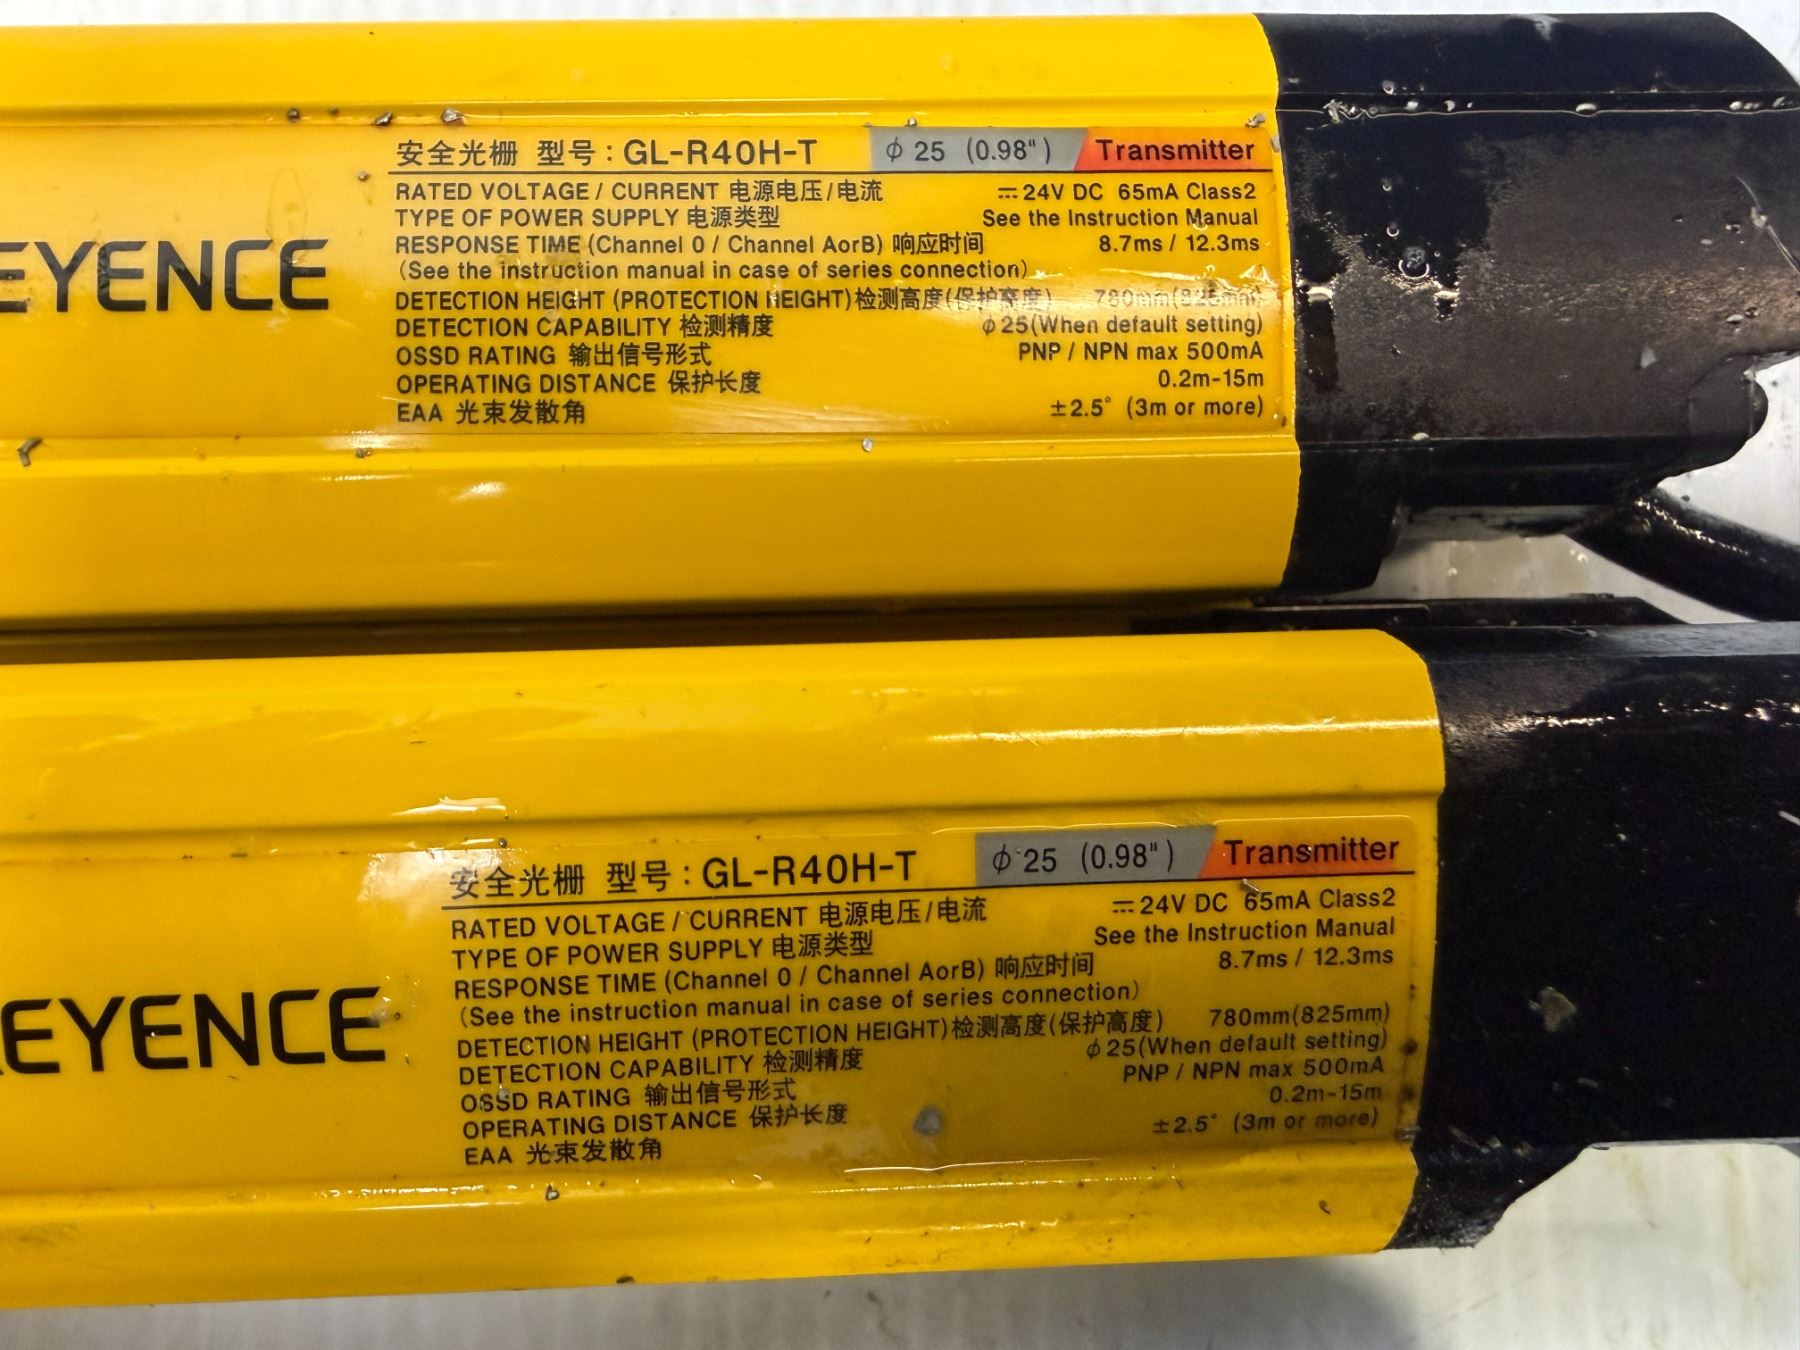 安全光栅 型号：GL-R40H-T φ25 (0.98") Transmitter
RATED VOLTAGE / CURRENT 电源电压/电流 ⎓24V DC 65mA Class2
TYPE OF POWER SUPPLY 电源类型 See the Instruction Manual
RESPONSE TIME (Channel 0 / Channel AorB) 响应时间 8.7ms / 12.3ms
(See the instruction manual in case of series connection)
DETECTION HEIGHT (PROTECTION HEIGHT)检测高度(保护高度) 780mm(825mm)
DETECTION CAPABILITY 检测精度 φ25(When default setting)
OSSD RATING 输出信号形式 PNP / NPN max 500mA
OPERATING DISTANCE 保护长度 0.2m-15m
EAA 光束发散角 ±2.5° (3m or more)
EYENCE
安全光栅 型号：GL-R40H-T φ25 (0.98") Transmitter
RATED VOLTAGE / CURRENT 电源电压/电流 ⎓24V DC 65mA Class2
TYPE OF POWER SUPPLY 电源类型 See the Instruction Manual
RESPONSE TIME (Channel 0 / Channel AorB) 响应时间 8.7ms / 12.3ms
(See the instruction manual in case of series connection)
DETECTION HEIGHT (PROTECTION HEIGHT)检测高度(保护高度) 780mm(825mm)
DETECTION CAPABILITY 检测精度 φ25(When default setting)
OSSD RATING 输出信号形式 PNP / NPN max 500mA
OPERATING DISTANCE 保护长度 0.2m-15m
EAA 光束发散角 ±2.5° (3m or more)
KEYENCE